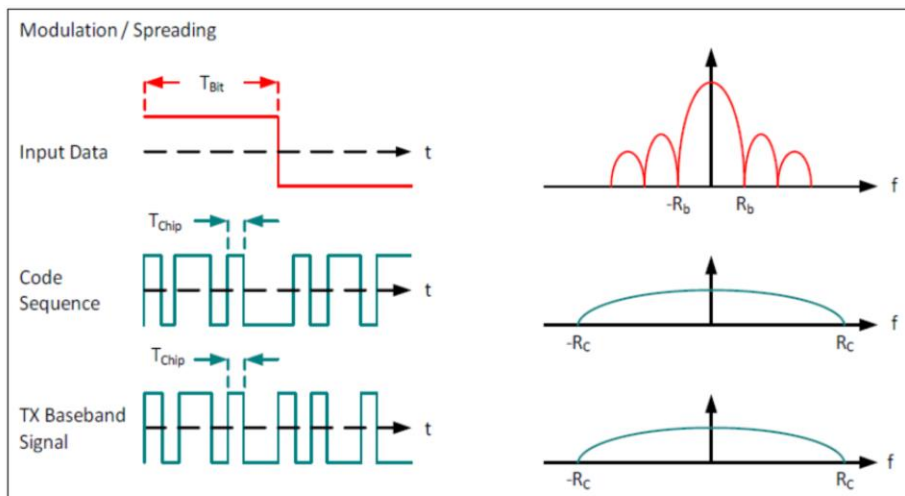 Modulation / Spreading
T_Bit
Input Data
t
f
-R_b
R_b
T_Chip
Code
Sequence
t
f
-R_C
R_C
T_Chip
TX Baseband
Signal
t
f
-R_C
R_C